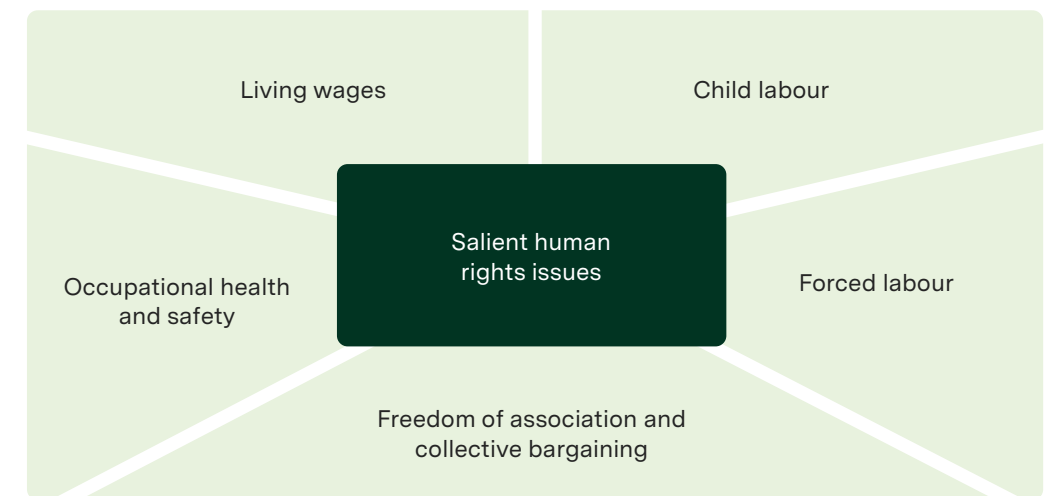 Living wages
Child labour
Salient human
rights issues
Occupational health
and safety
Forced labour
Freedom of association and
collective bargaining